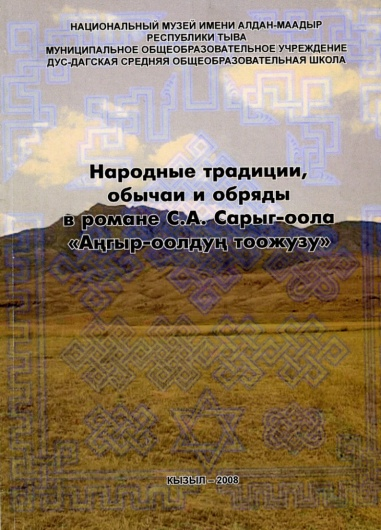 НАЦИОНАЛЬНЫЙ МУЗЕЙ ИМЕНИ АЛДАН-МААДЫР
РЕСПУБЛИКИ ТЫВА
МУНИЦИПАЛЬНОЕ ОБЩЕОБРАЗОВАТЕЛЬНОЕ УЧРЕЖДЕНИЕ
ДУС-ДАГСКАЯ СРЕДНЯЯ ОБЩЕОБРАЗОВАТЕЛЬНАЯ ШКОЛА
Народные традиции,
обычаи и обряды
в романе С.А. Сарыг-оола
«Аңгыр-оолдуң тоожузу»
КЫЗЫЛ – 2008